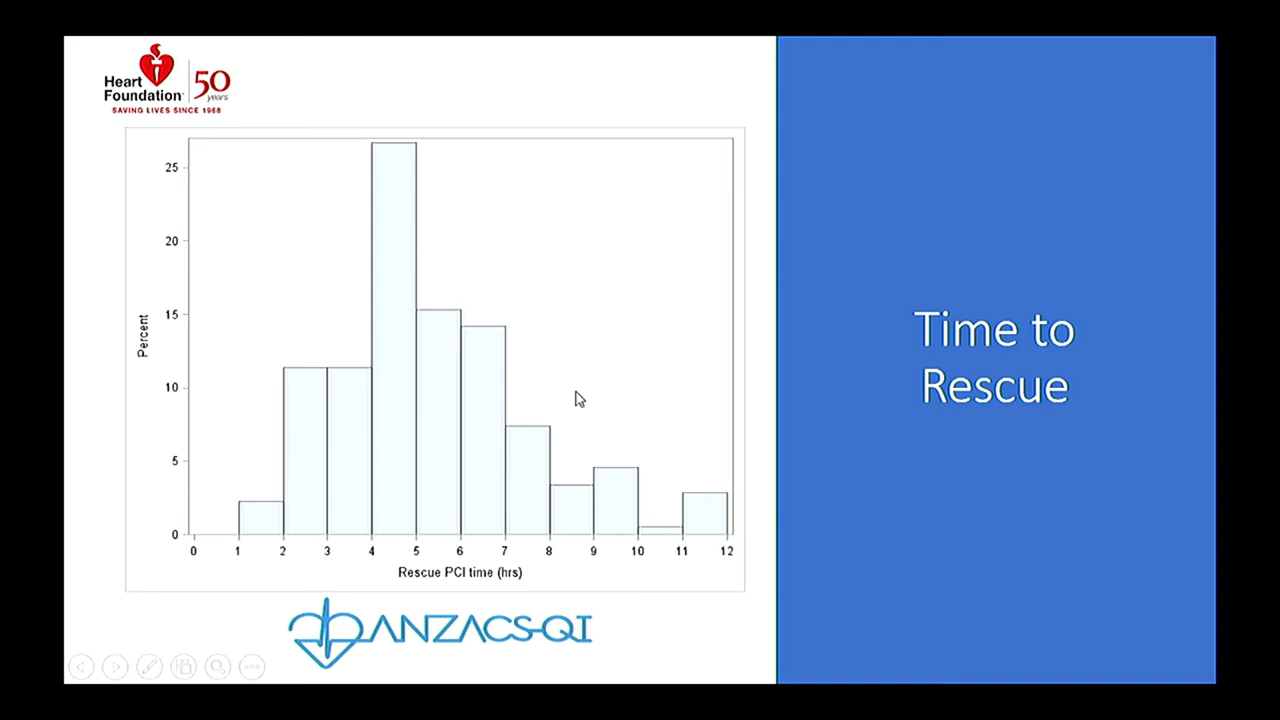 Heart
Foundation
50
years
SAVING LIVES SINCE 1968
25
20
15
10
5
0
Percent
0 1 2 3 4 5 6 7 8 9 10 11 12
Rescue PCI time (hrs)
ANZACS-QI
Time to
Rescue